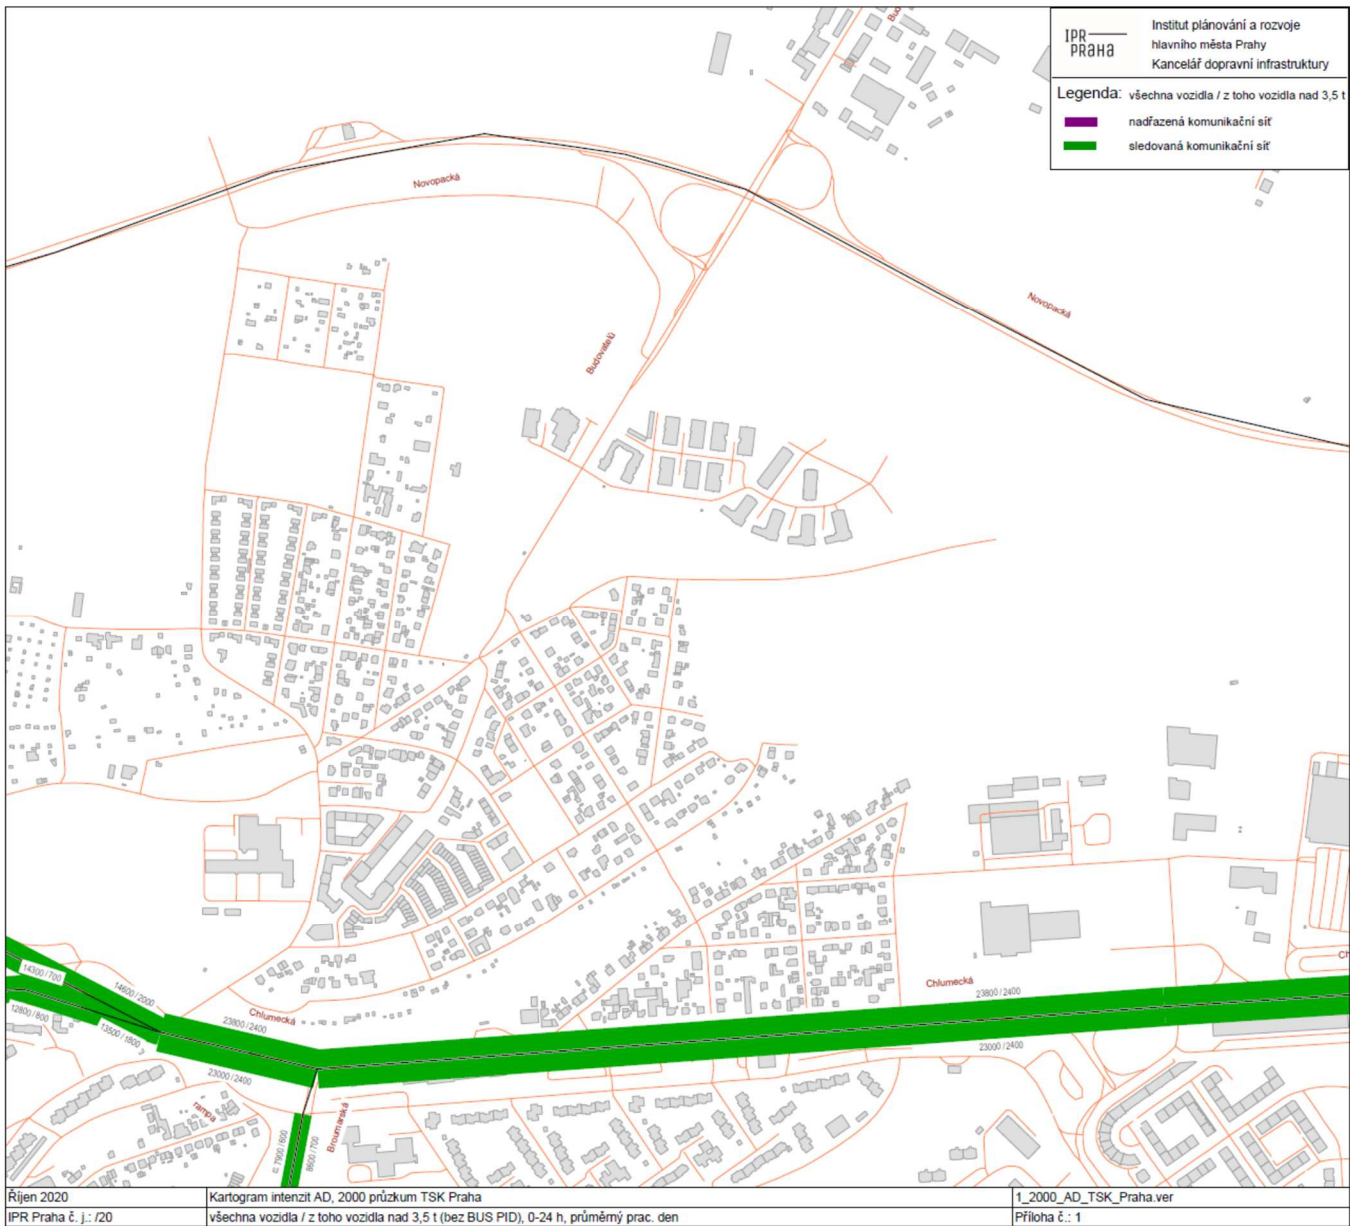 Bud
IPR
PRAHA
Institut plánování a rozvoje
hlavního města Prahy
Kancelář dopravní infrastruktury
Legenda: všechna vozidla / z toho vozidla nad 3,5 t
nadřazená komunikační síť
sledovaná komunikační síť
Novopacká
Novopacká
Budovatelů
Ch
Chlumecká
23800 / 2400
23000 / 2400
14300 / 700
14600 / 2000
12800 / 800
13500 / 1800
Chlumecká
23800 / 2400
23000 / 2400
rampa
Broumarská
7900 / 600
8600 / 700
Říjen 2020
Kartogram intenzit AD, 2000 průzkum TSK Praha
1_2000_AD_TSK_Praha.ver
IPR Praha č. j.: /20
všechna vozidla / z toho vozidla nad 3,5 t (bez BUS PID), 0-24 h, průměrný prac. den
Příloha č.: 1